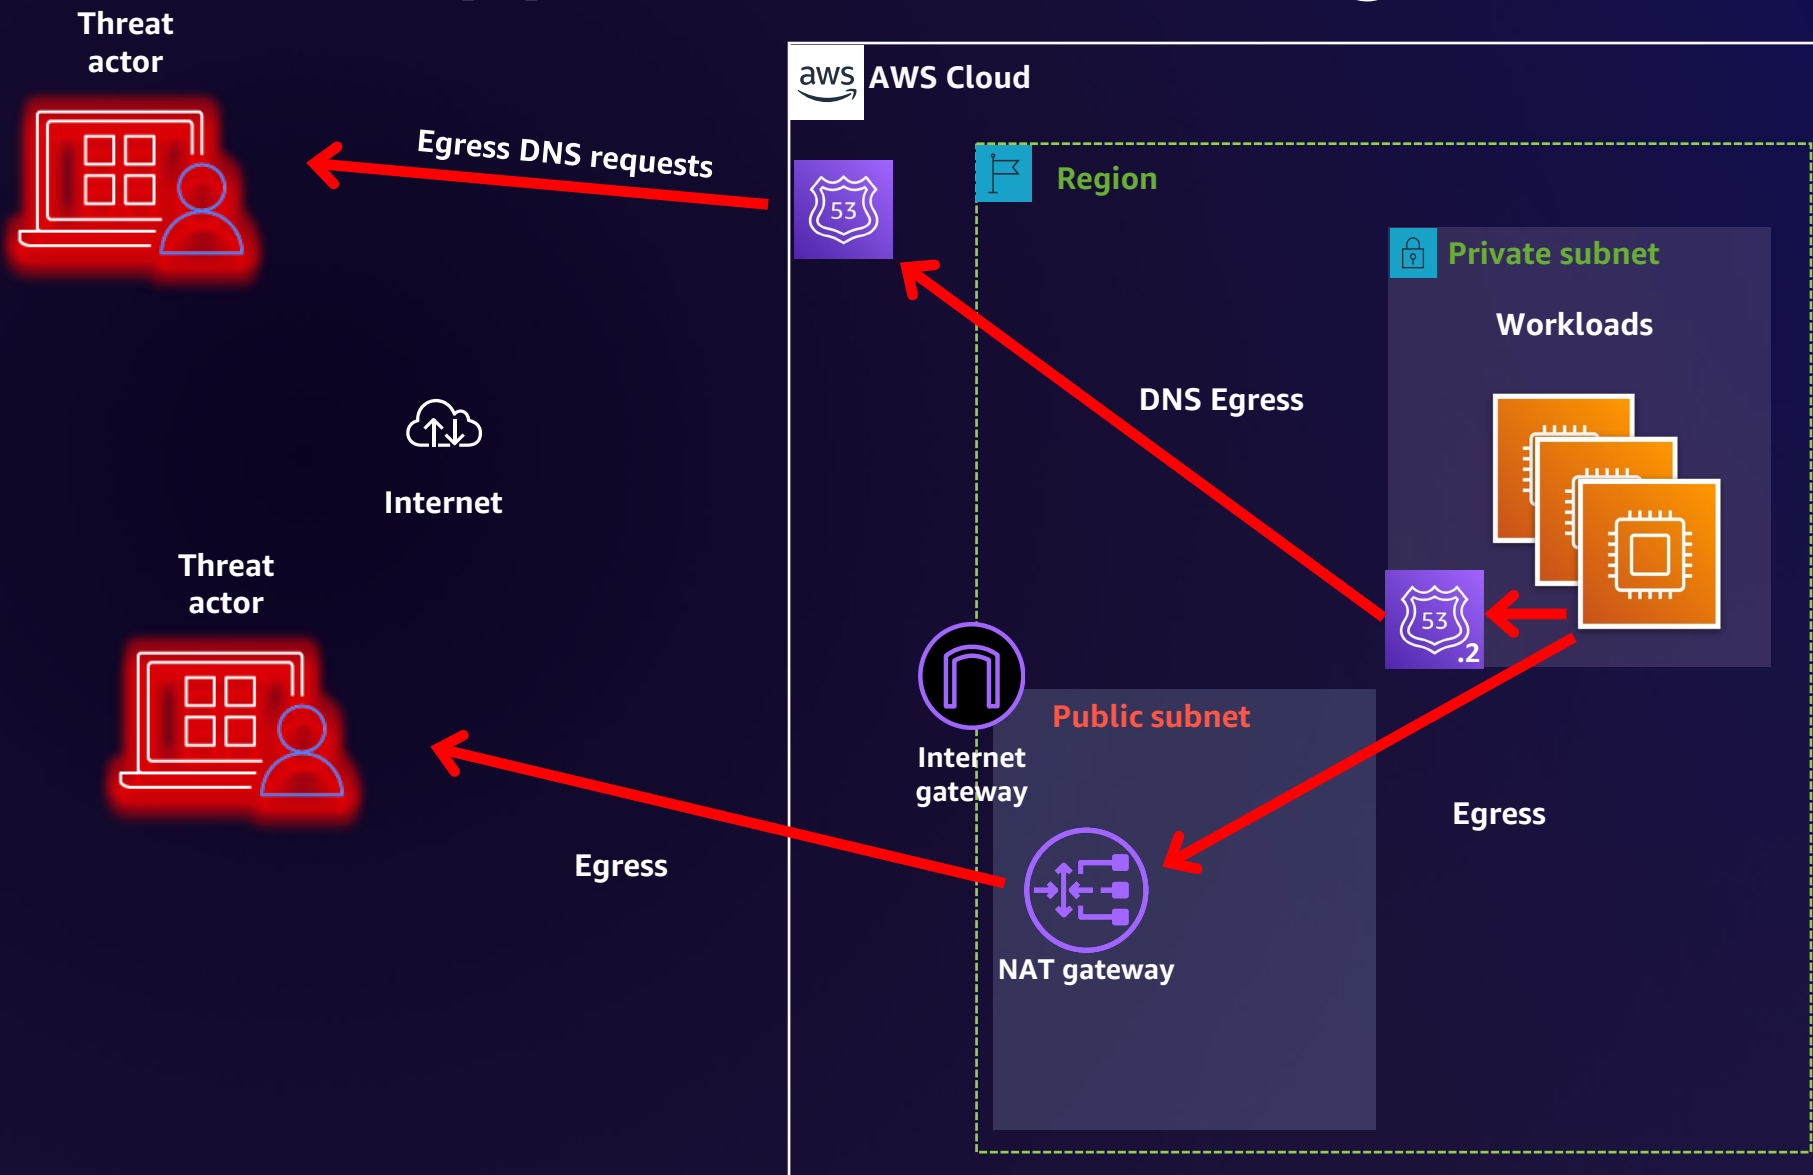 Threat
actor
aws
AWS Cloud
Egress DNS requests
53
Region
Private subnet
Workloads
DNS Egress
Internet
Threat
actor
53
.2
Public subnet
Internet
gateway
Egress
Egress
NAT gateway